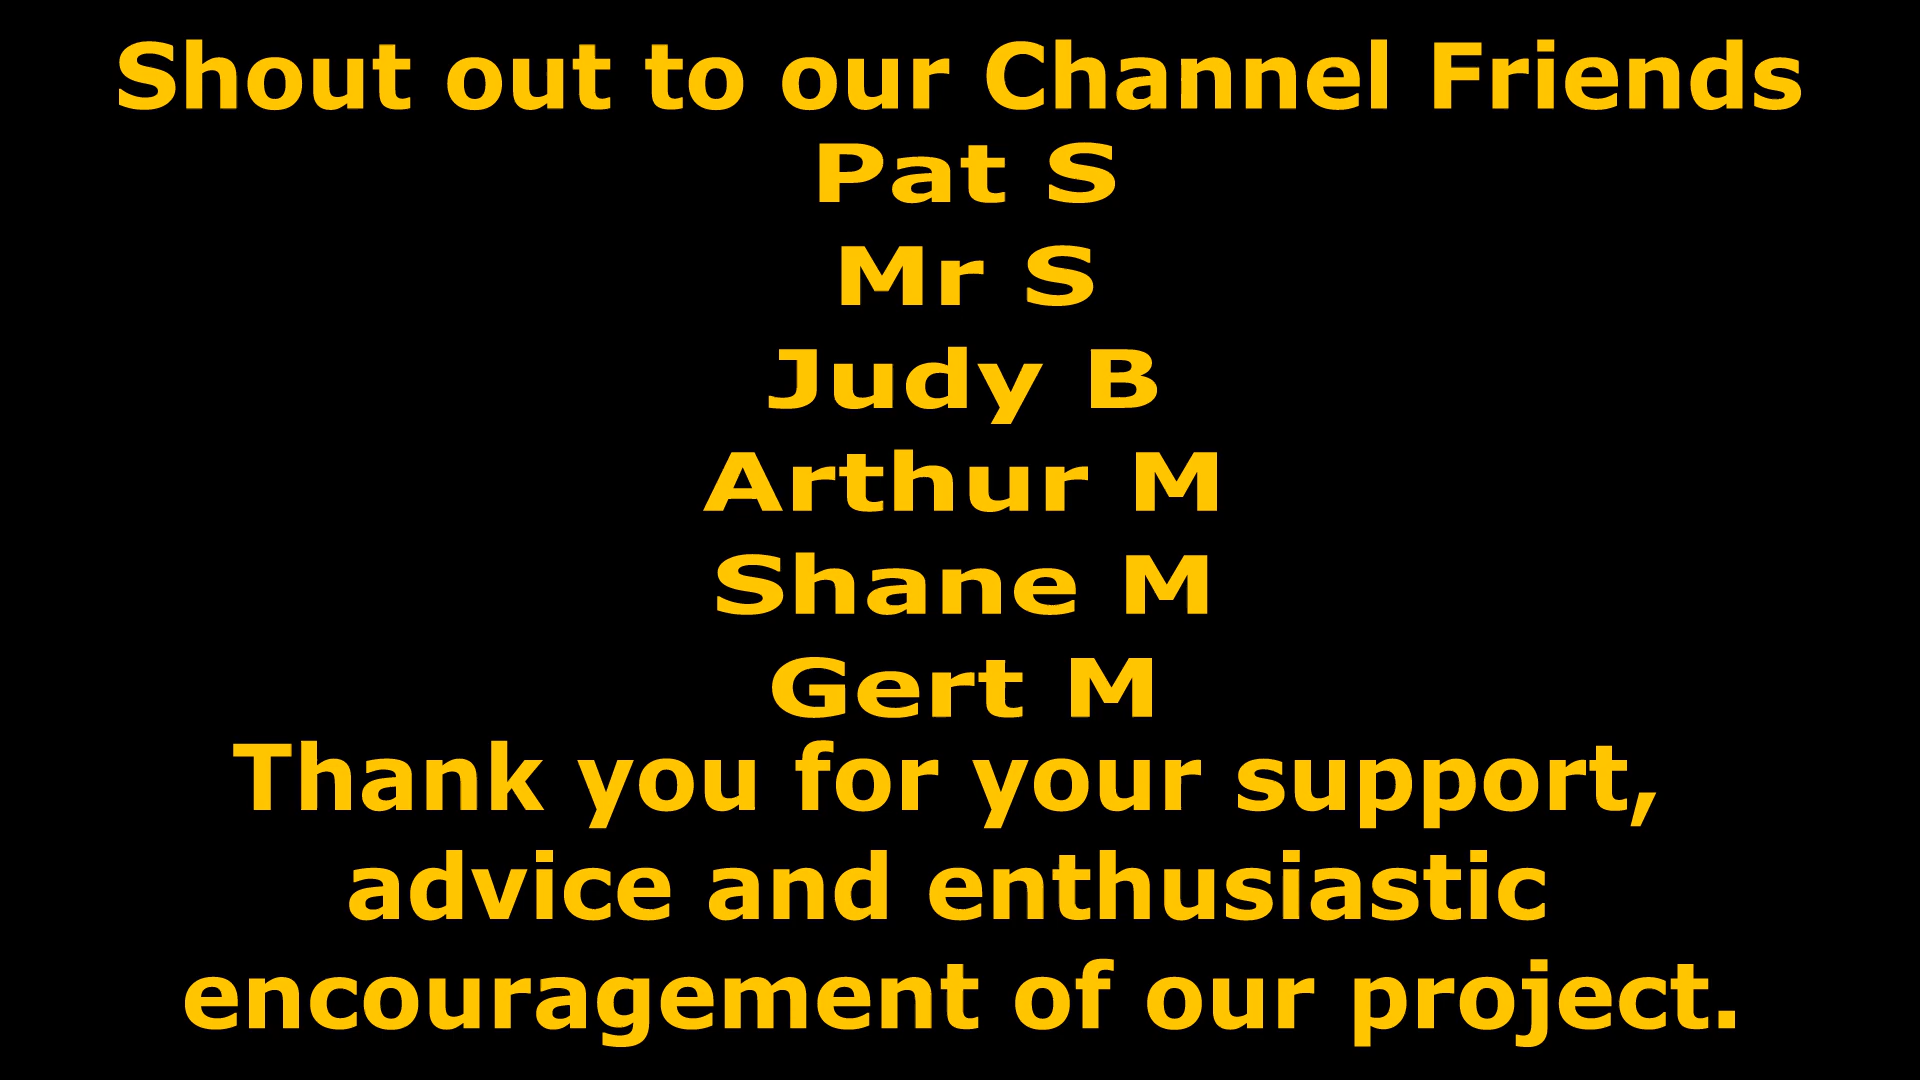 Shout out to our Channel Friends
Pat S
Mr S
Judy B
Arthur M
Shane M
Gert M
Thank you for your support,
advice and enthusiastic
encouragement of our project.